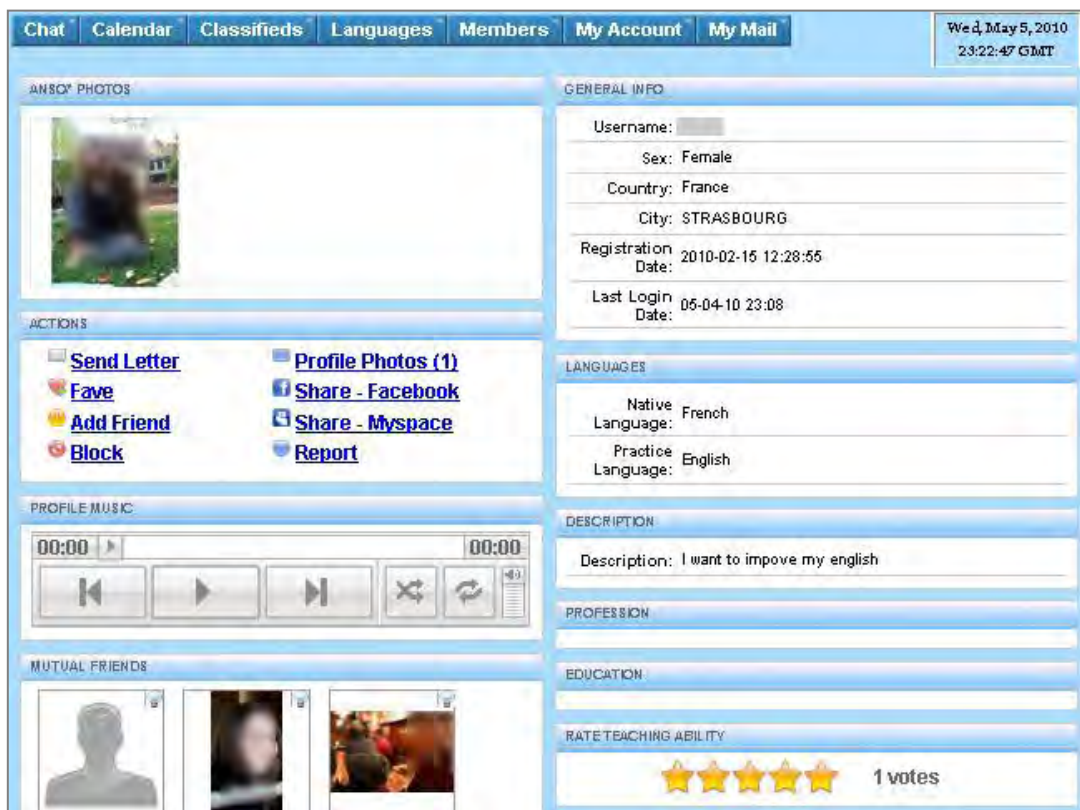 Chat Calendar Classifieds Languages Members My Account My Mail
Wed, May 5, 2010
23:22:47 GMT
ANSO' PHOTOS
ACTIONS
Send Letter
Profile Photos (1)
Fave
Share - Facebook
Add Friend
Share - Myspace
Block
Report
PROFILE MUSIC
00:00
00:00
MUTUAL FRIENDS
GENERAL INFO
Username:
Sex: Female
Country: France
City: STRASBOURG
Registration
Date: 2010-02-15 12:28:55
Last Login
Date: 05-04-10 23:08
LANGUAGES
Native
Language: French
Practice
Language: English
DESCRIPTION
Description: I want to impove my english
PROFESSION
EDUCATION
RATE TEACHING ABILITY
1 votes